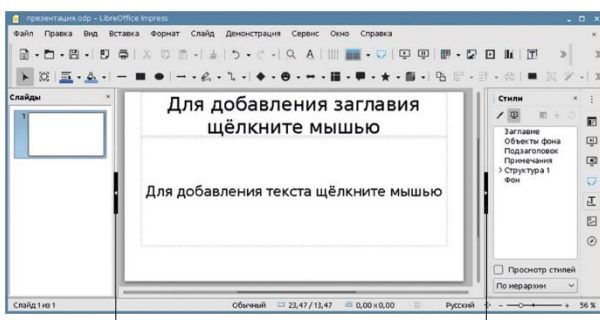 презентация.odp – LibreOffice Impress
Файл Правка Вид Вставка Формат Слайд Демонстрация Сервис Окно Справка
Слайды
1
Для добавления заглавия
щёлкните мышью
Для добавления текста щёлкните мышью
Стили
Заглавие
Объекты фона
Подзаголовок
Примечания
Структура 1
Фон
Просмотр стилей
По иерархии
Слайд 1 из 1 Обычный 23,47 / 13,47 0,00 x 0,00 Русский 56 %